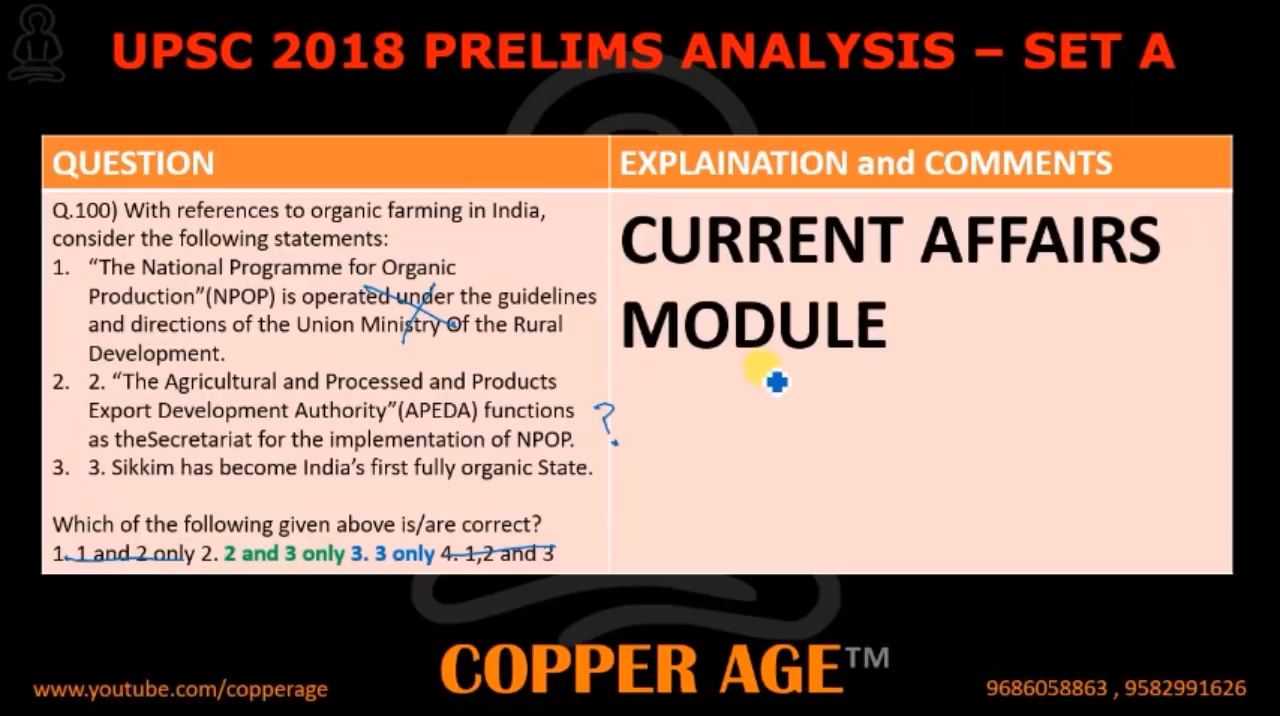 UPSC 2018 PRELIMS ANALYSIS – SET A
QUESTION
Q.100) With references to organic farming in India,
consider the following statements:
1. “The National Programme for Organic
Production”(NPOP) is operated under the guidelines
and directions of the Union Ministry Of the Rural
Development.
2. 2. “The Agricultural and Processed and Products
Export Development Authority”(APEDA) functions
as theSecretariat for the implementation of NPOP.
?
3. 3. Sikkim has become India’s first fully organic State.
Which of the following given above is/are correct?
1. 1 and 2 only 2. 2 and 3 only 3. 3 only 4. 1,2 and 3
EXPLAINATION and COMMENTS
CURRENT AFFAIRS
MODULE
COPPER AGE™
www.youtube.com/copperage
9686058863 , 9582991626